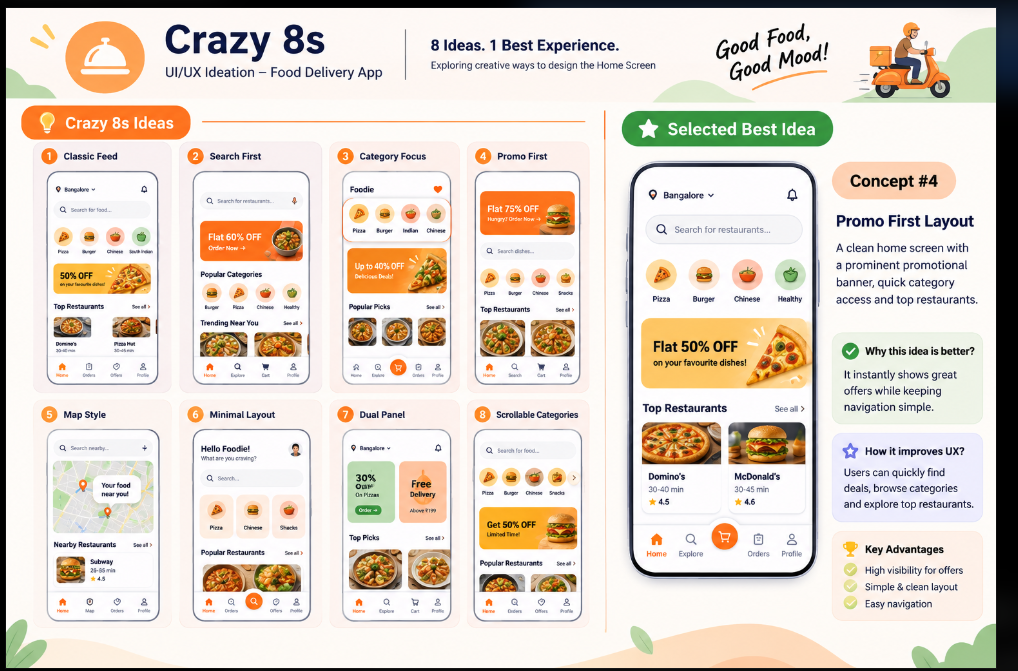 Crazy 8s
UI/UX Ideation – Food Delivery App
8 Ideas. 1 Best Experience.
Exploring creative ways to design the Home Screen
Good Food,
Good Mood!
Crazy 8s Ideas
1 Classic Feed
Bangalore
Search for food...
Pizza Burger Chinese South Indian
50% OFF
on your favourite dishes!
Top Restaurants See all >
Domino's Pizza Hut
30-40 min 30-45 min
Home Orders Offers Profile
2 Search First
Search for restaurants...
Flat 60% OFF
Order Now →
Popular Categories
Burger Pizza Chinese Healthy
Trending Near You See all >
Home Explore Cart Profile
3 Category Focus
Foodie
Pizza Burger Indian Chinese
Up to 40% OFF
Delicious Deals!
Popular Picks See all >
Home Explore Orders Profile
4 Promo First
Flat 75% OFF
Hungry? Order Now →
Search dishes...
Pizza Burger Chinese Snacks
Top Restaurants See all >
Home Search Cart Profile
5 Map Style
Search nearby... +
Your food
near you!
Nearby Restaurants See all >
Subway
4.5
Home Map Orders Profile
6 Minimal Layout
Hello Foodie!
What are you craving?
Search...
Pizza Chinese
Popular Restaurants See all >
Home Orders Offers Profile
7 Dual Panel
Bangalore
30%
On Pizzas
Order →
Free
Delivery
Above ₹199
Top Picks See all >
Home Explore Cart Profile
8 Scrollable Categories
Search for food...
Pizza Burger Chinese Snacks >
Get 50% OFF
Limited Time!
Popular Restaurants See all >
Home Orders Offers Profile
Selected Best Idea
Bangalore
Search for restaurants...
Pizza Burger Chinese Healthy
Flat 50% OFF
on your favourite dishes!
Top Restaurants See all >
Domino's McDonald's
30-40 min 30-45 min
4.5 4.6
Home Explore Orders Profile
Concept #4
Promo First Layout
A clean home screen with
a prominent promotional
banner, quick category
access and top restaurants.
Why this idea is better?
It instantly shows great
offers while keeping
navigation simple.
How it improves UX?
Users can quickly find
deals, browse categories
and explore top restaurants.
Key Advantages
High visibility for offers
Simple & clean layout
Easy navigation